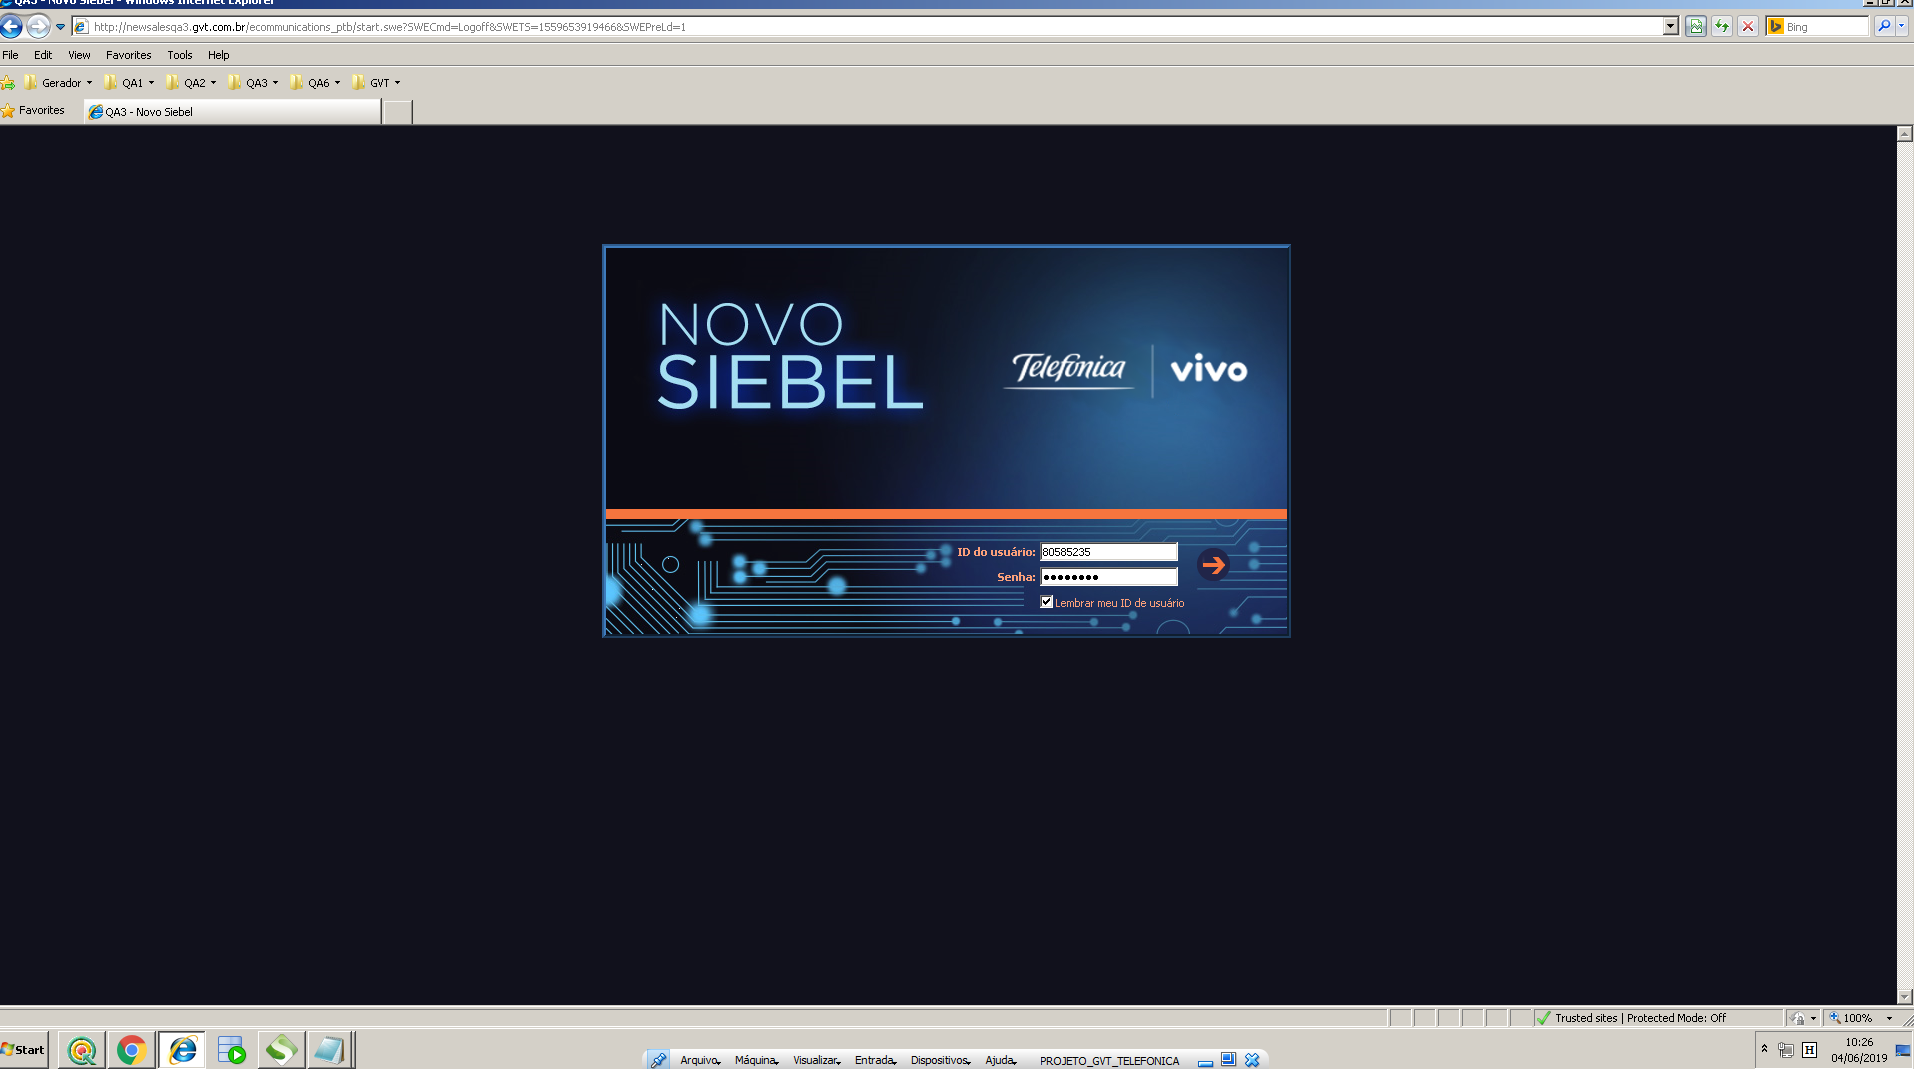 QA3 - Novo Siebel - Windows Internet Explorer
http://newsalesqa3.gvt.com.br/ecommunications_ptb/start.swe?SWECmd=Logoff&SWETS=1559653919466&SWEPreLd=1
Bing
File Edit View Favorites Tools Help
Gerador QA1 QA2 QA3 QA6 GVT
Favorites QA3 - Novo Siebel
NOVO
SIEBEL
Telefónica vivo
ID do usuário: 80585235
Senha: ●●●●●●●●
Lembrar meu ID de usuário
Trusted sites | Protected Mode: Off 100%
Start
Arquivo Máquina Visualizar Entrada Dispositivos Ajuda PROJETO_GVT_TELEFONICA
H
10:26
04/06/2019